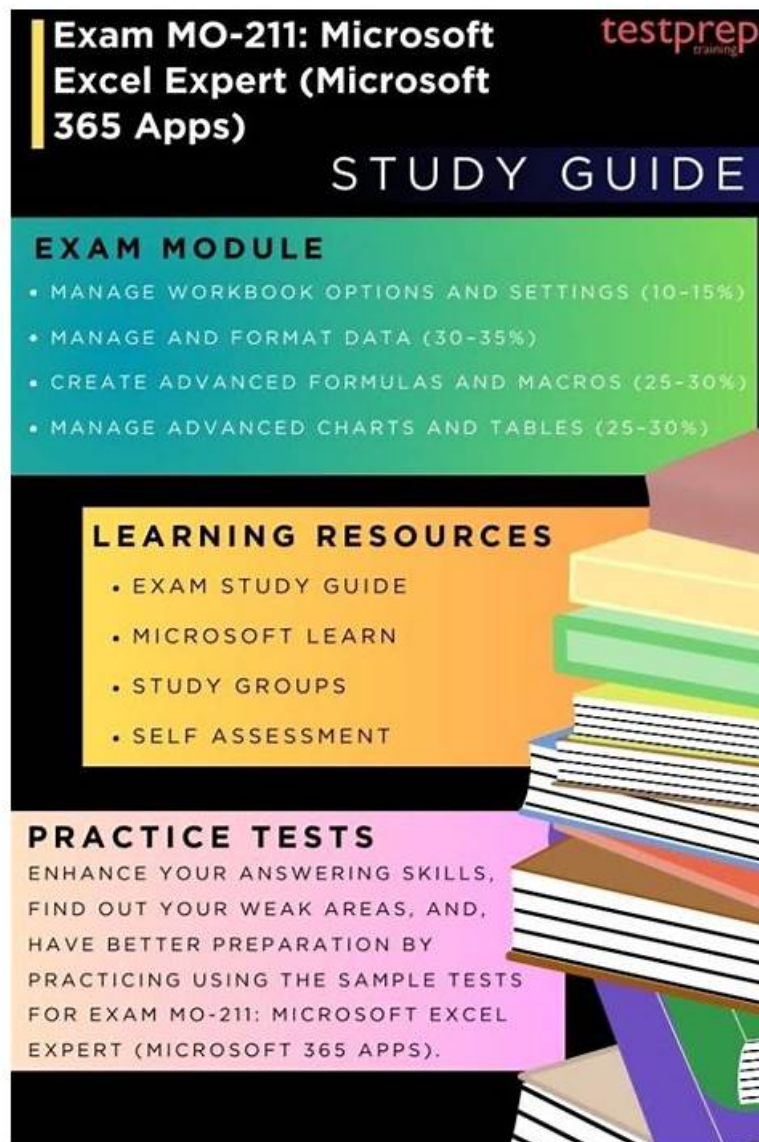 Exam MO-211: Microsoft
Excel Expert (Microsoft
365 Apps)
testprep
training
STUDY GUIDE
EXAM MODULE
• MANAGE WORKBOOK OPTIONS AND SETTINGS (10–15%)
• MANAGE AND FORMAT DATA (30–35%)
• CREATE ADVANCED FORMULAS AND MACROS (25–30%)
• MANAGE ADVANCED CHARTS AND TABLES (25–30%)
LEARNING RESOURCES
• EXAM STUDY GUIDE
• MICROSOFT LEARN
• STUDY GROUPS
• SELF ASSESSMENT
PRACTICE TESTS
ENHANCE YOUR ANSWERING SKILLS,
FIND OUT YOUR WEAK AREAS, AND,
HAVE BETTER PREPARATION BY
PRACTICING USING THE SAMPLE TESTS
FOR EXAM MO-211: MICROSOFT EXCEL
EXPERT (MICROSOFT 365 APPS).